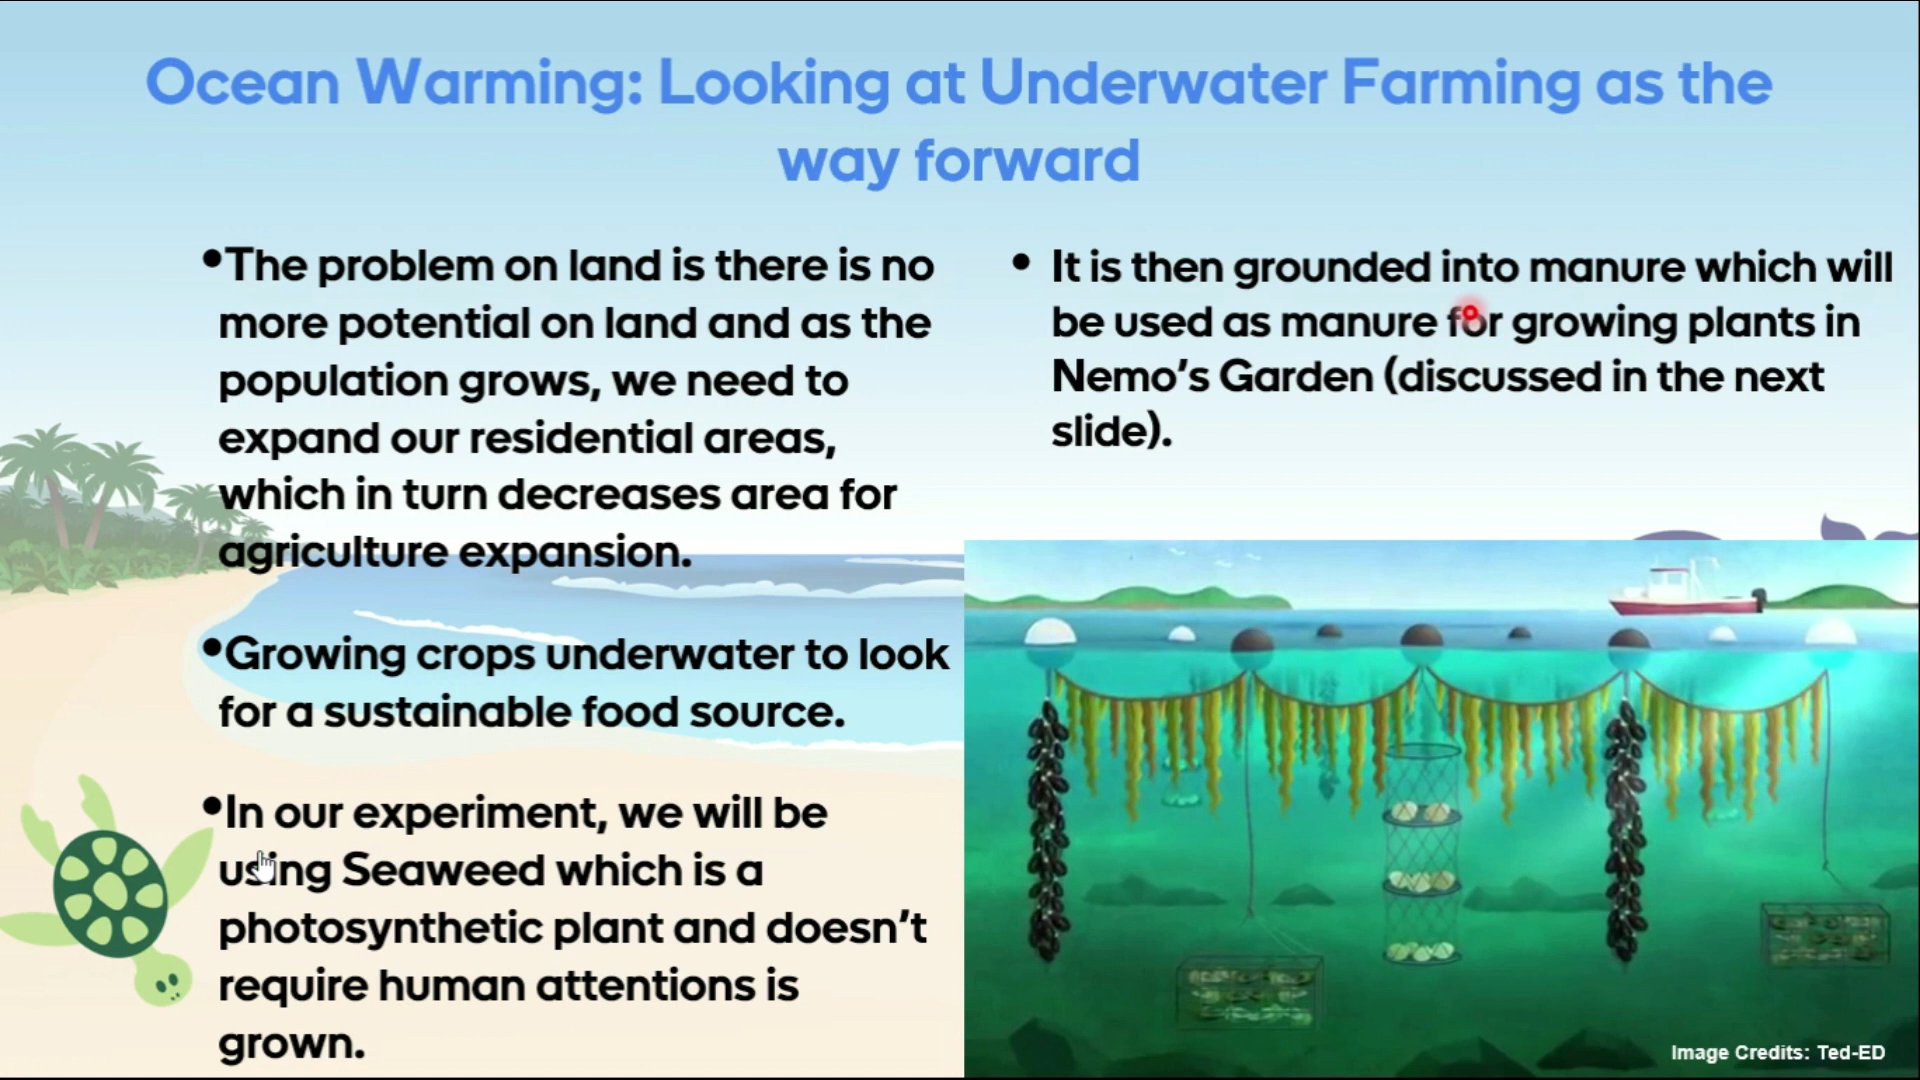 Ocean Warming: Looking at Underwater Farming as the
way forward
•The problem on land is there is no
more potential on land and as the
population grows, we need to
expand our residential areas,
which in turn decreases area for
agriculture expansion.
•Growing crops underwater to look
for a sustainable food source.
•In our experiment, we will be
using Seaweed which is a
photosynthetic plant and doesn't
require human attentions is
grown.
• It is then grounded into manure which will
be used as manure for growing plants in
Nemo's Garden (discussed in the next
slide).
Image Credits: Ted-ED